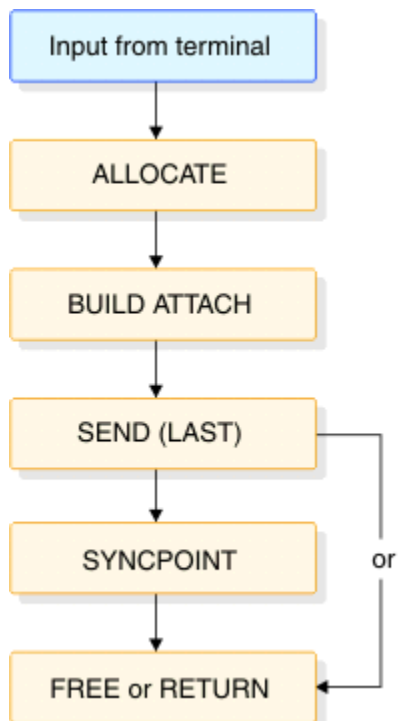 Input from terminal
ALLOCATE
BUILD ATTACH
SEND (LAST)
SYNCPOINT
or
FREE or RETURN